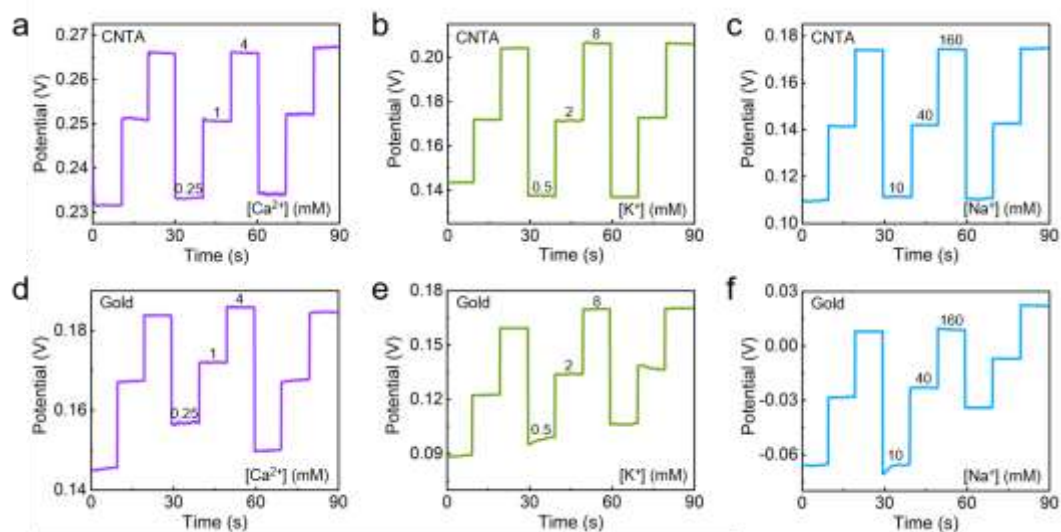 a
CNTA
0.27
0.26
0.25
0.24
0.23
4
1
0.25
[Ca²⁺] (mM)
0 30 60 90
Time (s)
Potential (V)
b
CNTA
0.20
0.18
0.16
0.14
8
2
0.5
[K⁺] (mM)
0 30 60 90
Time (s)
Potential (V)
c
CNTA
0.18
0.16
0.14
0.12
0.10
160
40
10
[Na⁺] (mM)
0 30 60 90
Time (s)
Potential (V)
d
Gold
0.18
0.16
0.14
4
1
0.25
[Ca²⁺] (mM)
0 30 60 90
Time (s)
Potential (V)
e
Gold
0.18
0.15
0.12
0.09
8
2
0.5
[K⁺] (mM)
0 30 60 90
Time (s)
Potential (V)
f
Gold
0.03
0.00
-0.03
-0.06
160
40
10
[Na⁺] (mM)
0 30 60 90
Time (s)
Potential (V)